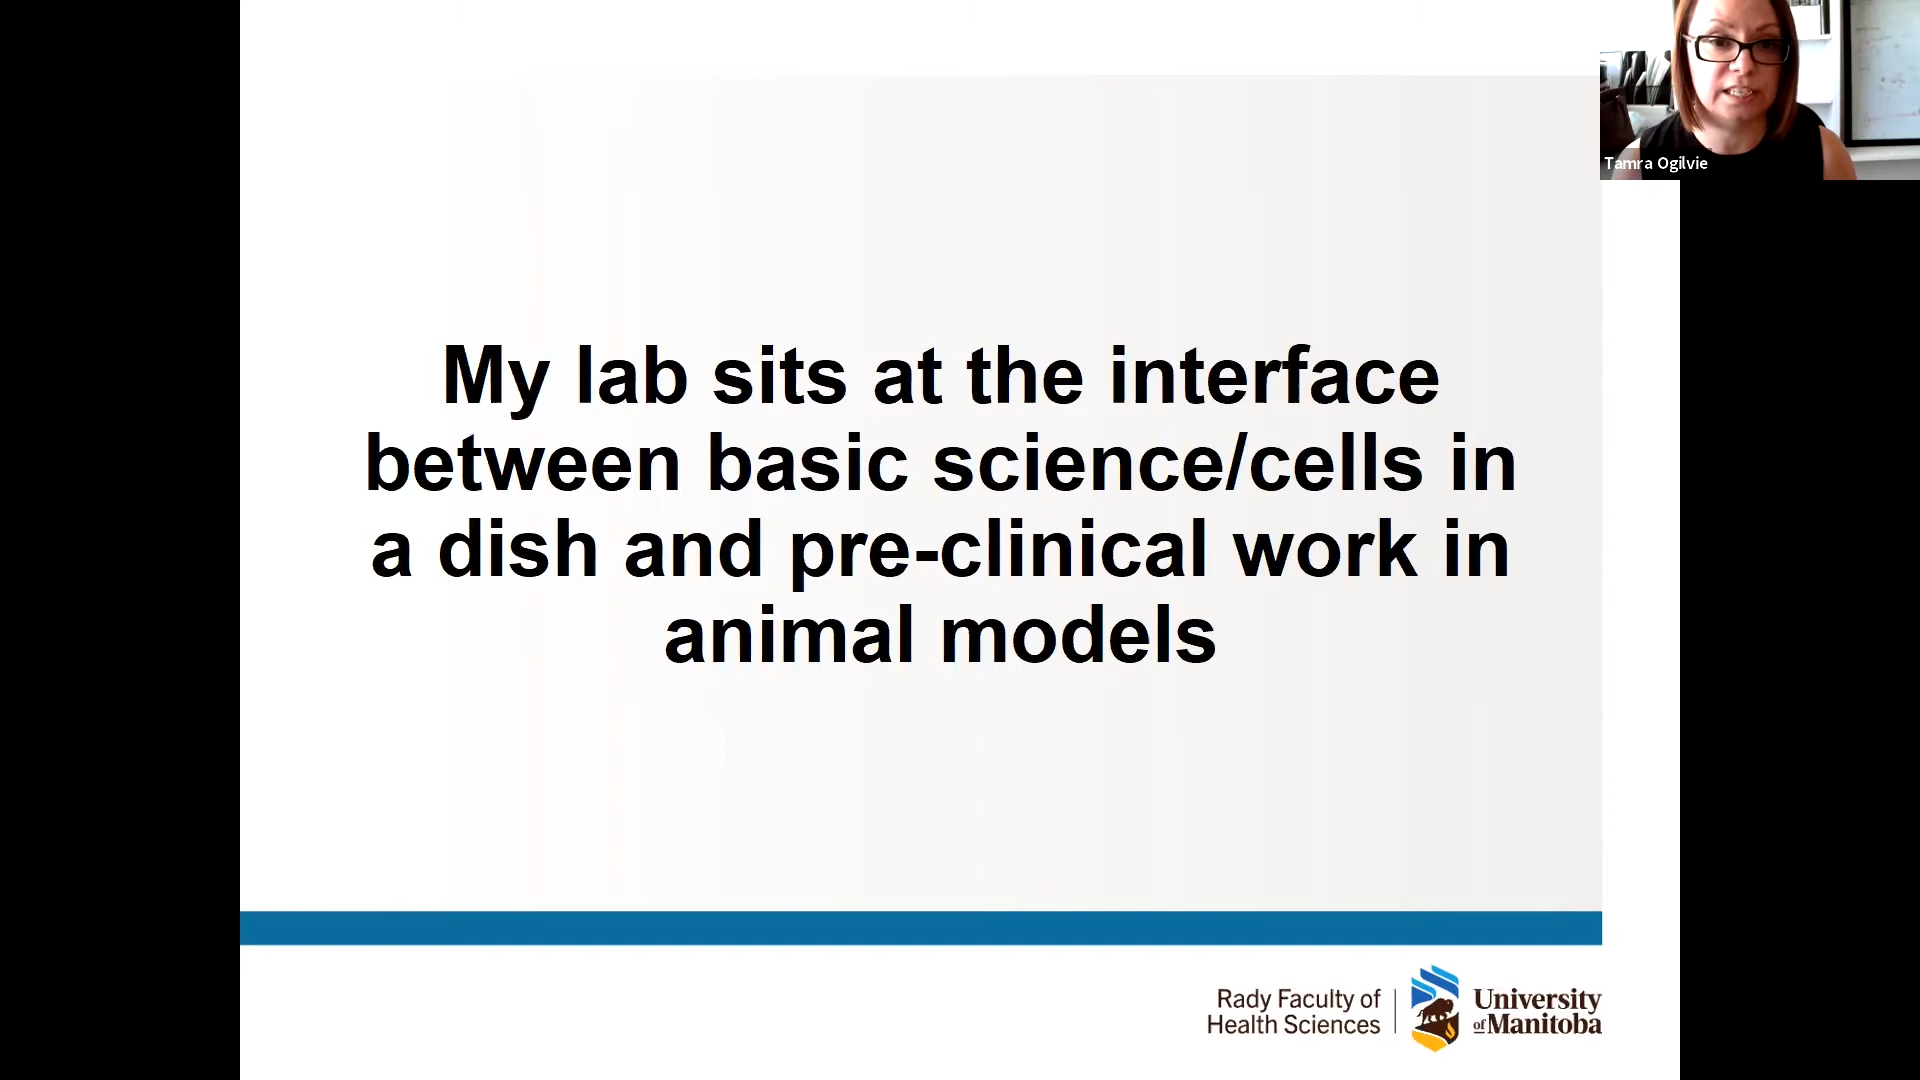 Tamra Ogilvie
My lab sits at the interface
between basic science/cells in
a dish and pre-clinical work in
animal models
Rady Faculty of
Health Sciences
University
of Manitoba